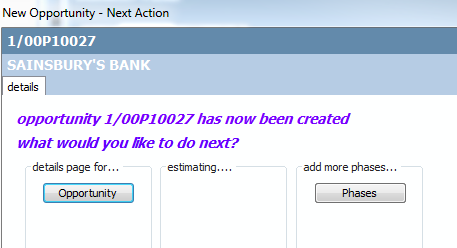 New Opportunity - Next Action
1/00P10027
SAINSBURY'S BANK
details
opportunity 1/00P10027 has now been created
what would you like to do next?
details page for...
estimating....
add more phases...
Opportunity
Phases